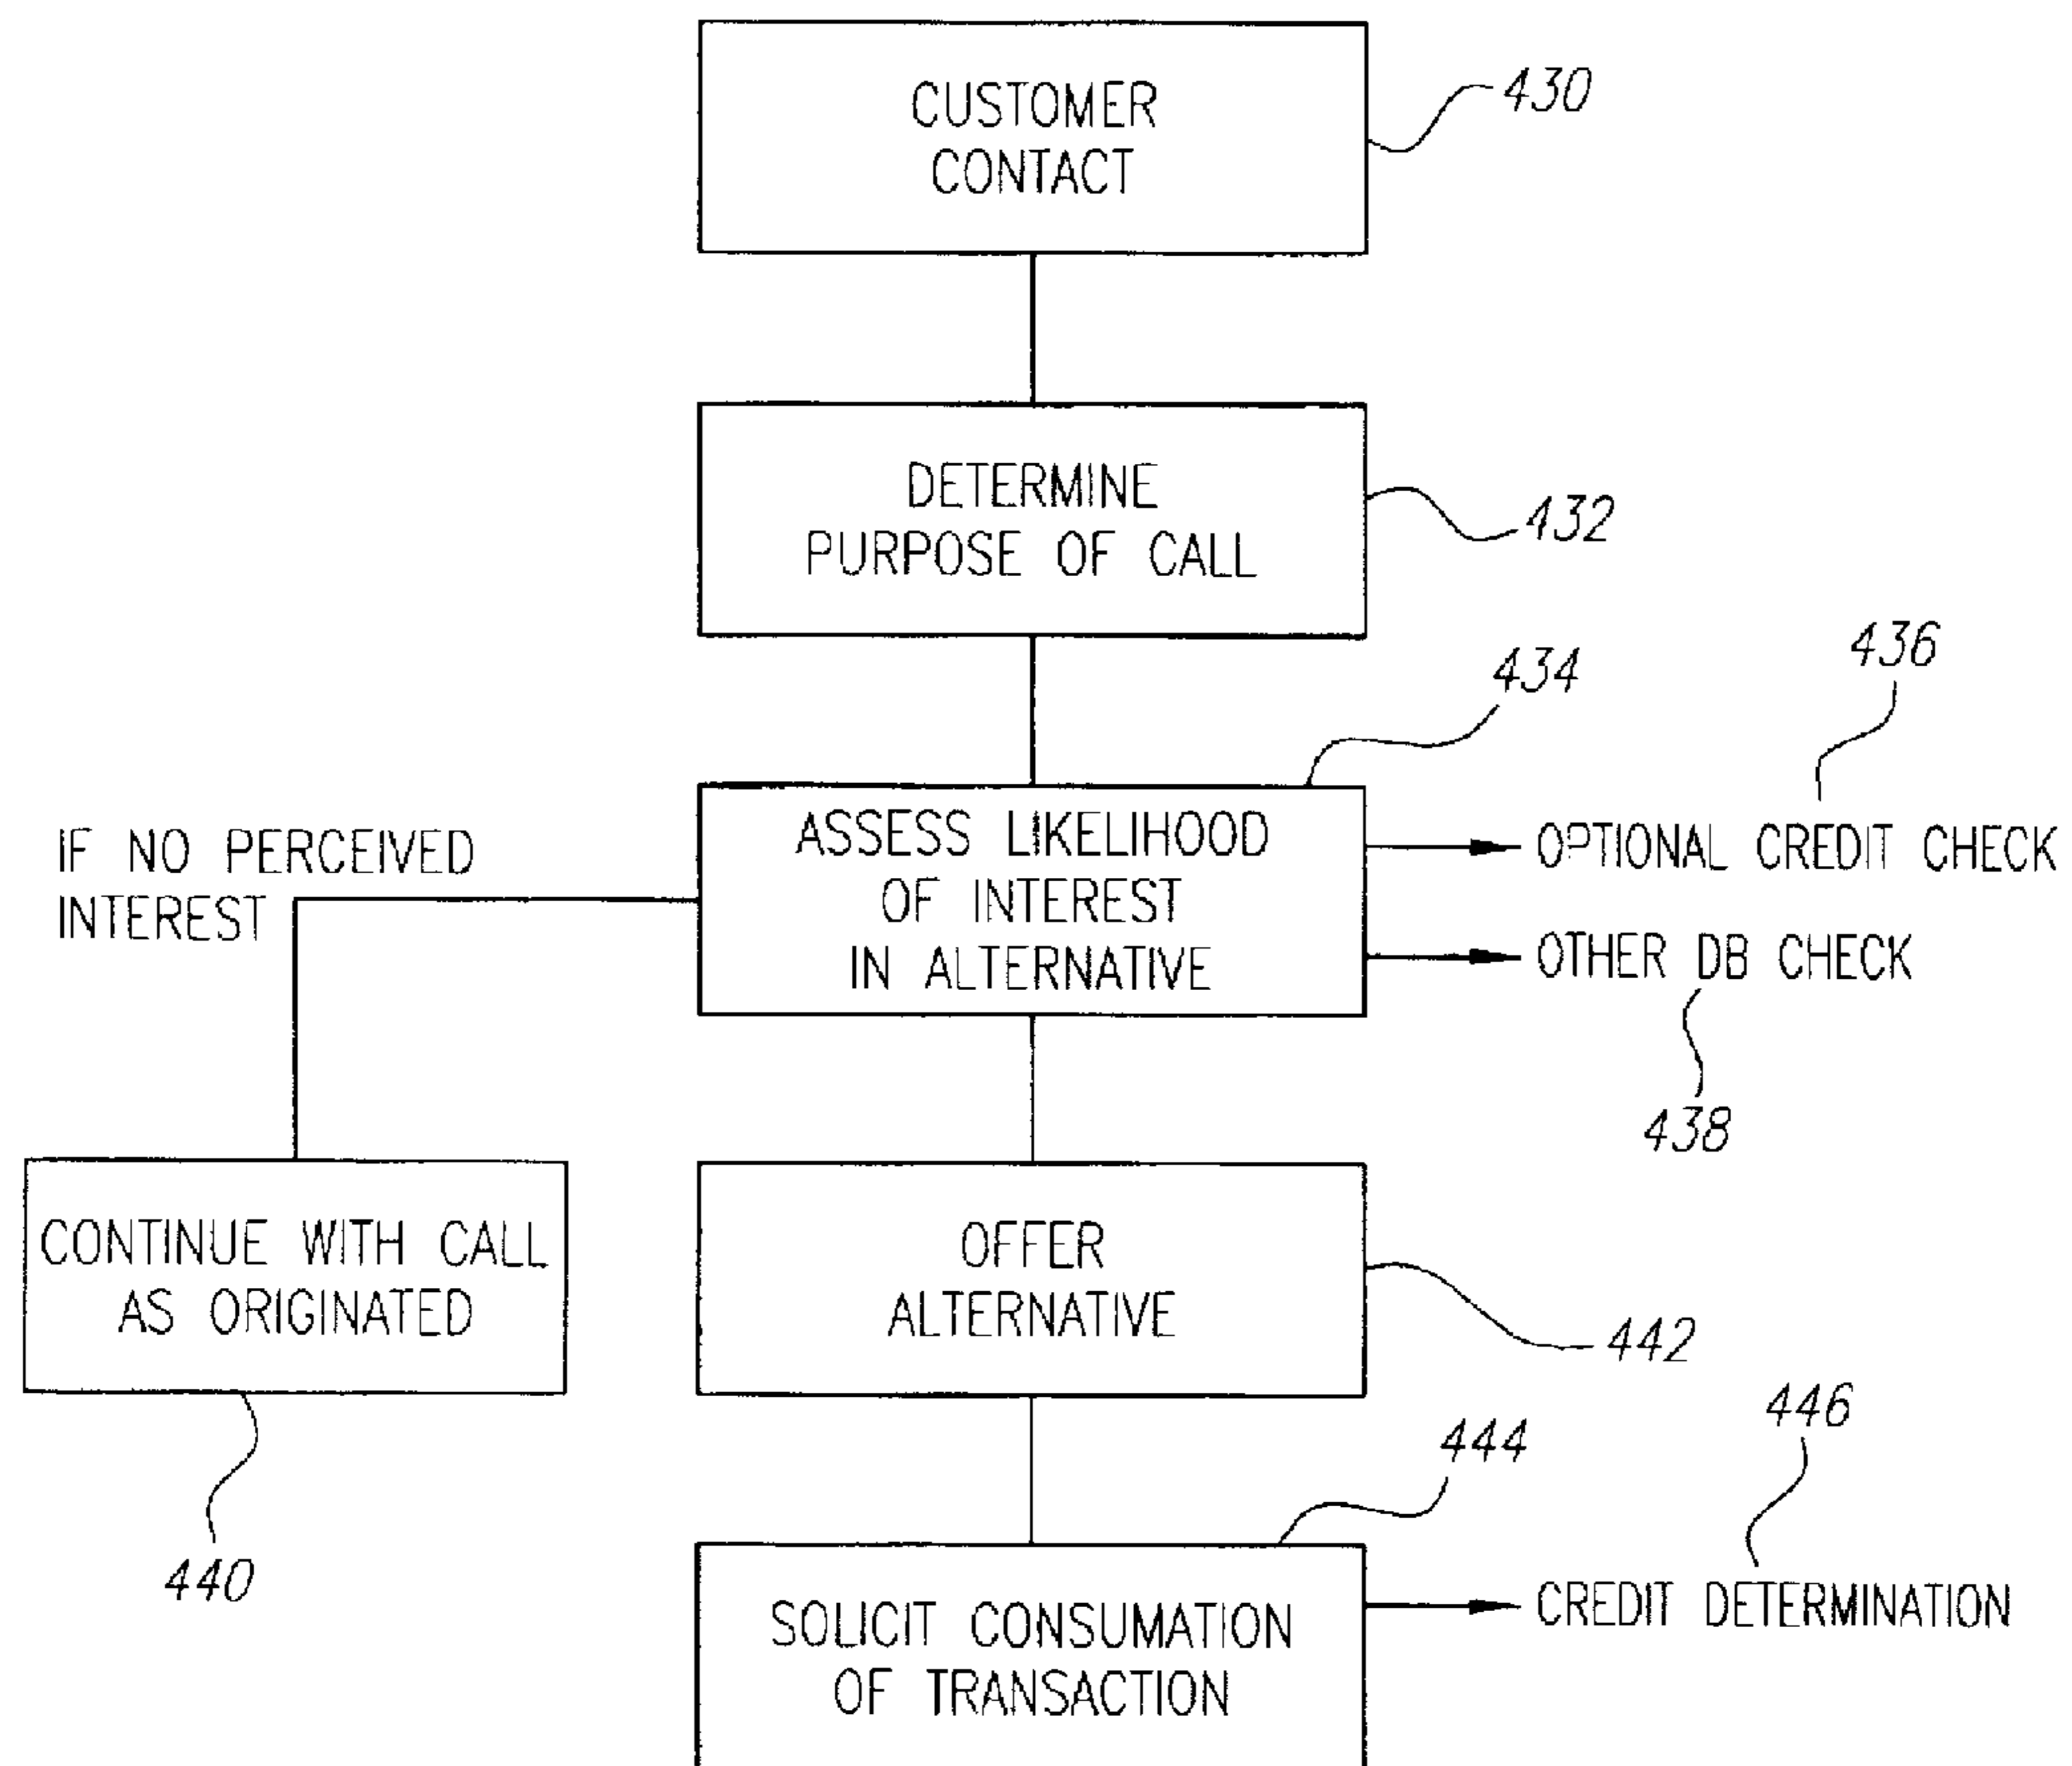 CUSTOMER
CONTACT
430
DETERMINE
PURPOSE OF CALL
432
434
436
IF NO PERCEIVED
INTEREST
ASSESS LIKELIHOOD
OF INTEREST
IN ALTERNATIVE
OPTIONAL CREDIT CHECK
OTHER DB CHECK
438
CONTINUE WITH CALL
AS ORIGINATED
440
OFFER
ALTERNATIVE
442
444
446
SOLICIT CONSUMATION
OF TRANSACTION
CREDIT DETERMINATION